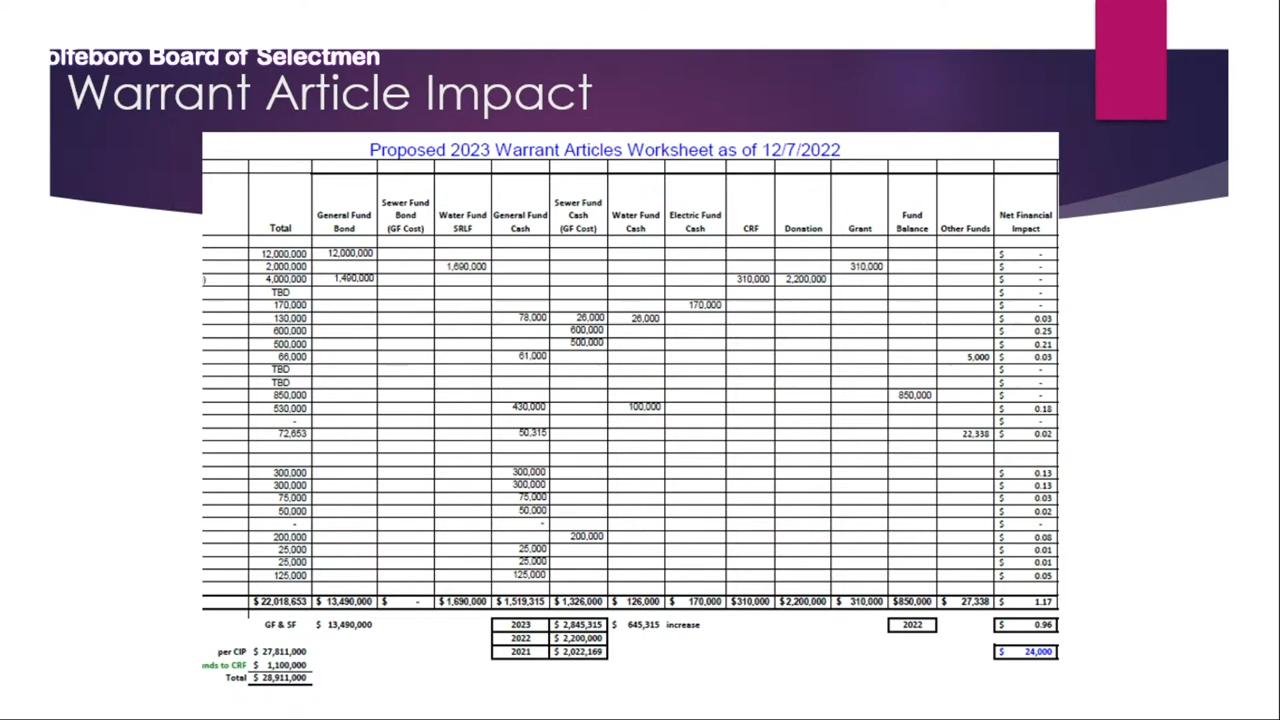 olfeboro Board of Selectmen
Warrant Article Impact
Proposed 2023 Warrant Articles Worksheet as of 12/7/2022
Total General Fund Bond Sewer Fund Bond (GF Cost) Water Fund SRLF General Fund Cash Sewer Fund Cash (GF Cost) Water Fund Cash Electric Fund Cash CRF Donation Grant Fund Balance Other Funds Net Financial Impact
12,000,000 12,000,000 $ -
2,000,000 1,690,000 310,000 $ -
) 4,000,000 1,490,000 310,000 2,200,000 $ -
TBD $ -
170,000 170,000 $ -
130,000 78,000 26,000 26,000 $ 0.03
600,000 600,000 $ 0.25
500,000 500,000 $ 0.21
66,000 61,000 5,000 $ 0.03
TBD $ -
TBD $ -
850,000 850,000 $ -
530,000 430,000 100,000 $ 0.18
- $ -
72,653 50,315 22,338 $ 0.02
300,000 300,000 $ 0.13
300,000 300,000 $ 0.13
75,000 75,000 $ 0.03
50,000 50,000 $ 0.02
- - $ -
200,000 200,000 $ 0.08
25,000 25,000 $ 0.01
25,000 25,000 $ 0.01
125,000 125,000 $ 0.05
$ 22,018,653 $ 13,490,000 $ - $ 1,690,000 $ 1,519,315 $ 1,326,000 $ 126,000 $ 170,000 $310,000 $2,200,000 $ 310,000 $850,000 $ 27,338 $ 1.17
GF & SF $ 13,490,000 2023 $ 2,845,315 $ 645,315 increase 2022 $ 0.96
2022 $ 2,200,000
per CIP $ 27,811,000 2021 $ 2,022,169 $ 24,000
nds to CRF $ 1,100,000
Total $ 28,911,000